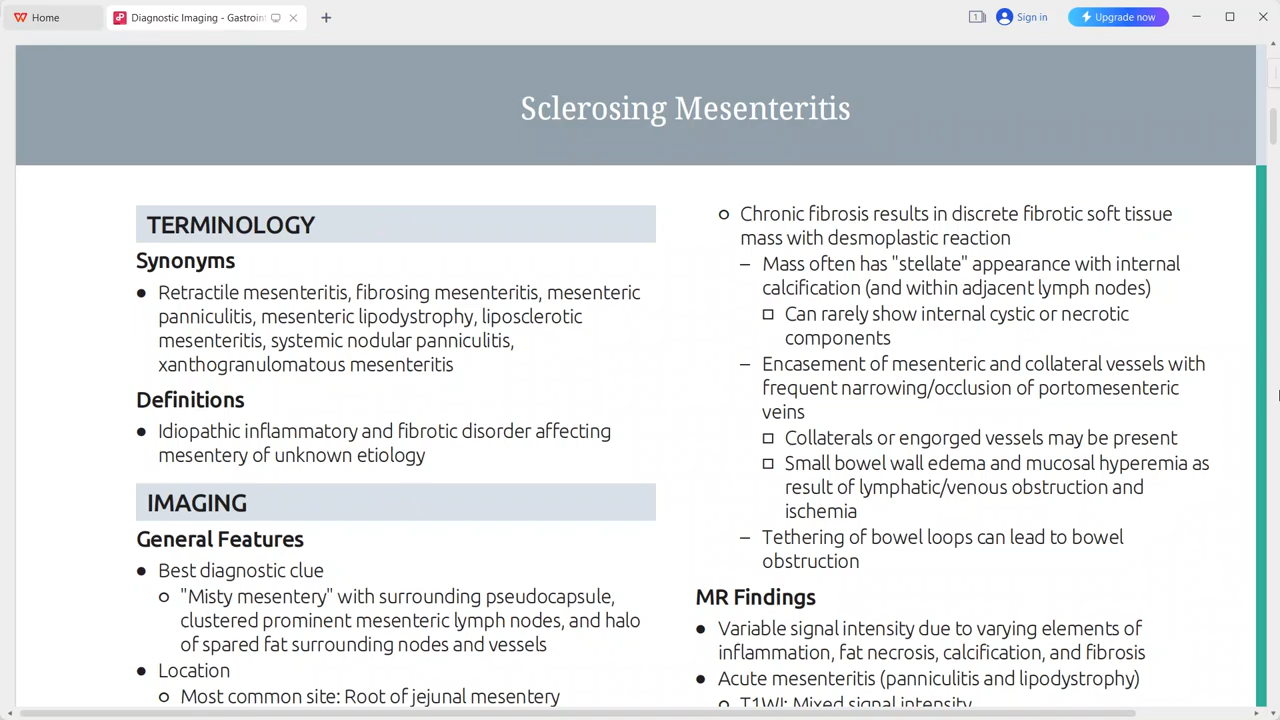 Home
Diagnostic Imaging - Gastroint
1
Sign in
Upgrade now
Sclerosing Mesenteritis
TERMINOLOGY
Synonyms
● Retractile mesenteritis, fibrosing mesenteritis, mesenteric
panniculitis, mesenteric lipodystrophy, liposclerotic
mesenteritis, systemic nodular panniculitis,
xanthogranulomatous mesenteritis
Definitions
● Idiopathic inflammatory and fibrotic disorder affecting
mesentery of unknown etiology
IMAGING
General Features
● Best diagnostic clue
○ "Misty mesentery" with surrounding pseudocapsule,
clustered prominent mesenteric lymph nodes, and halo
of spared fat surrounding nodes and vessels
● Location
○ Most common site: Root of jejunal mesentery
○ Chronic fibrosis results in discrete fibrotic soft tissue
mass with desmoplastic reaction
– Mass often has "stellate" appearance with internal
calcification (and within adjacent lymph nodes)
□ Can rarely show internal cystic or necrotic
components
– Encasement of mesenteric and collateral vessels with
frequent narrowing/occlusion of portomesenteric
veins
□ Collaterals or engorged vessels may be present
□ Small bowel wall edema and mucosal hyperemia as
result of lymphatic/venous obstruction and
ischemia
– Tethering of bowel loops can lead to bowel
obstruction
MR Findings
● Variable signal intensity due to varying elements of
inflammation, fat necrosis, calcification, and fibrosis
● Acute mesenteritis (panniculitis and lipodystrophy)
○ T1WI: Mixed signal intensity